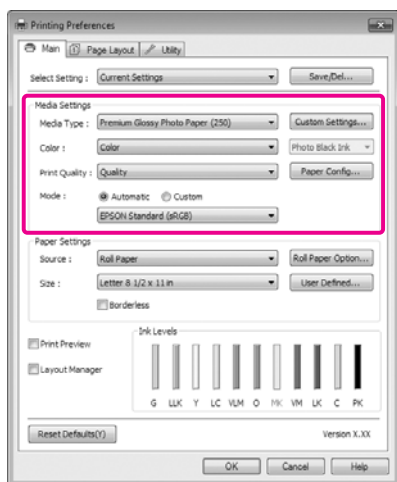 Printing Preferences
Main Page Layout Utility
Select Setting : Current Settings Save/Del...
Media Settings
Media Type : Premium Glossy Photo Paper (250) Custom Settings...
Color : Color Photo Black Ink
Print Quality : Quality Paper Config...
Mode : Automatic Custom
EPSON Standard (sRGB)
Paper Settings
Source : Roll Paper Roll Paper Option...
Size : Letter 8 1/2 x 11 in User Defined...
Borderless
Ink Levels
Print Preview
Layout Manager
G LLK Y LC VLM O MK VM LK C PK
Reset Defaults(Y) Version X.XX
OK Cancel Help